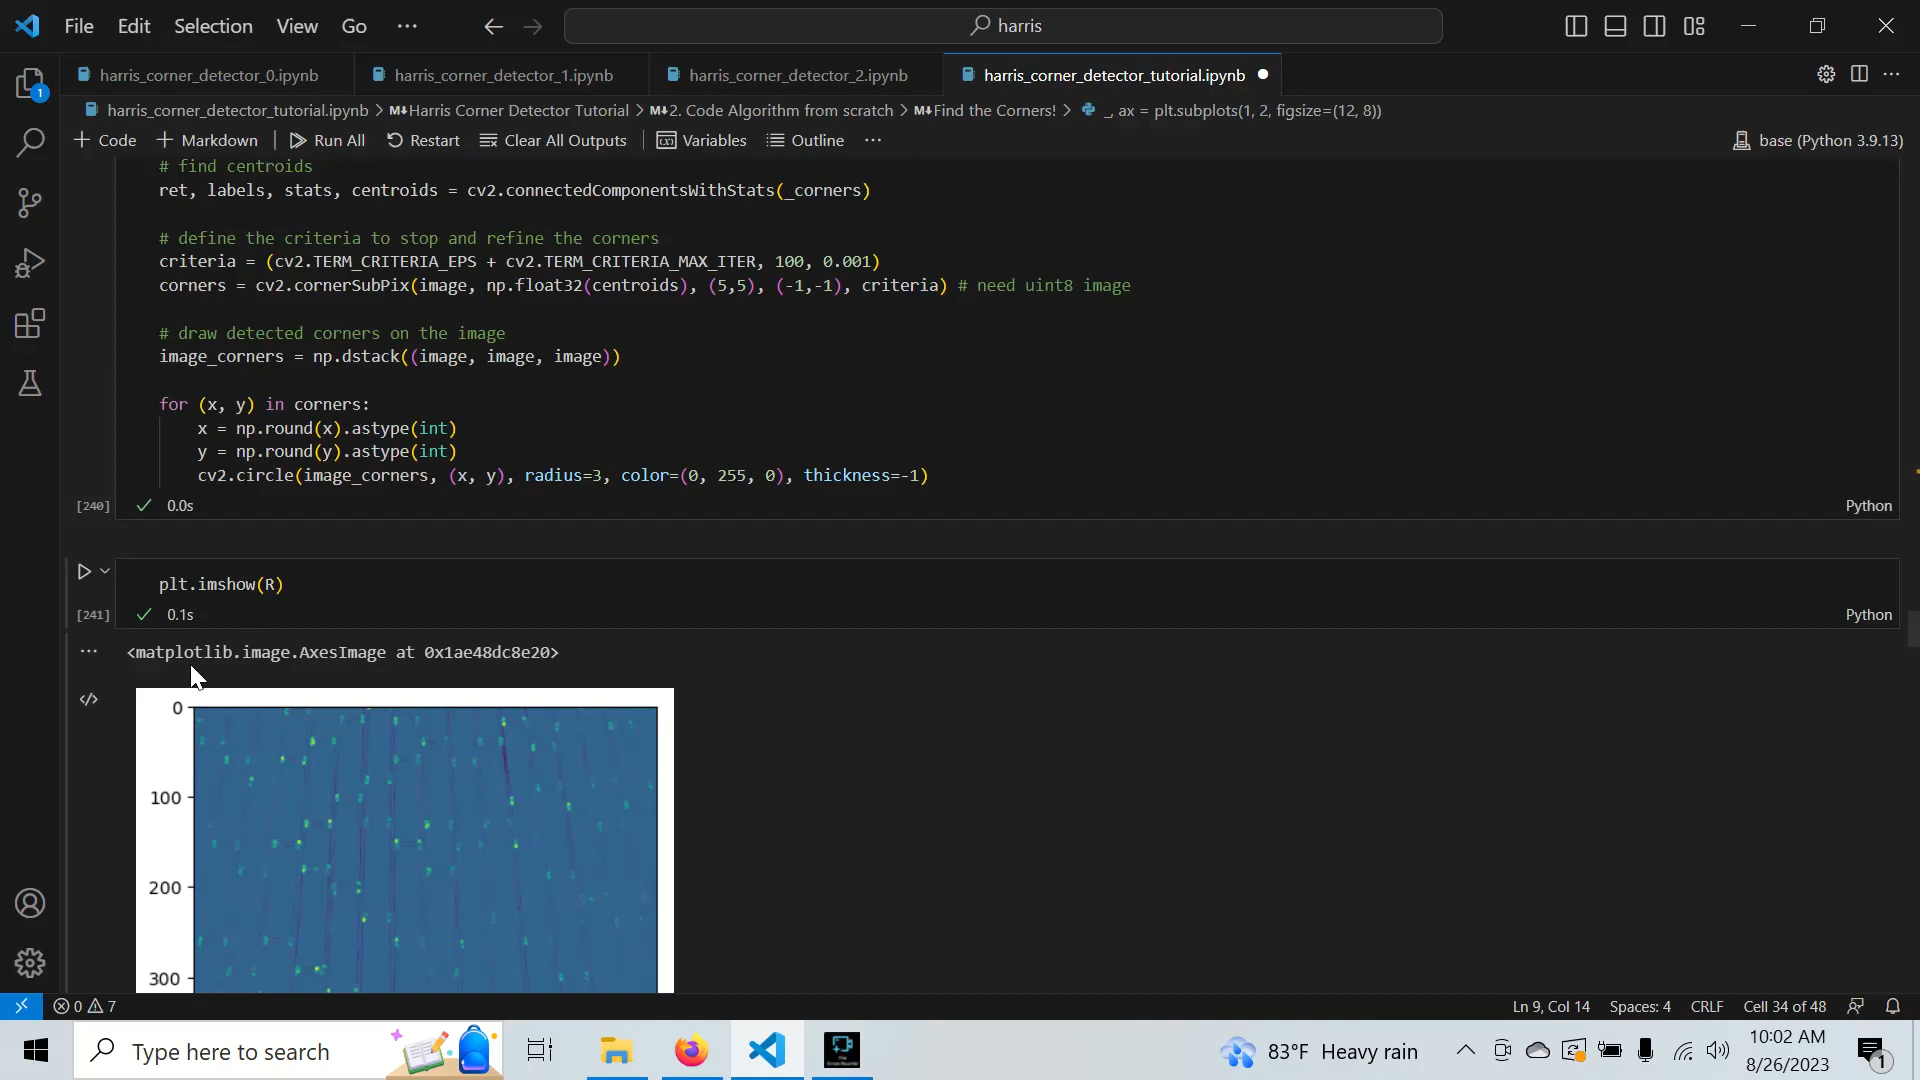 File Edit Selection View Go ··· harris
harris_corner_detector_0.ipynb harris_corner_detector_1.ipynb harris_corner_detector_2.ipynb harris_corner_detector_tutorial.ipynb
harris_corner_detector_tutorial.ipynb > M↓Harris Corner Detector Tutorial > M↓2. Code Algorithm from scratch > M↓Find the Corners! > _, ax = plt.subplots(1, 2, figsize=(12, 8))
+ Code + Markdown Run All Restart Clear All Outputs Variables Outline ··· base (Python 3.9.13)
# find centroids
ret, labels, stats, centroids = cv2.connectedComponentsWithStats(_corners)
# define the criteria to stop and refine the corners
criteria = (cv2.TERM_CRITERIA_EPS + cv2.TERM_CRITERIA_MAX_ITER, 100, 0.001)
corners = cv2.cornerSubPix(image, np.float32(centroids), (5,5), (-1,-1), criteria) # need uint8 image
# draw detected corners on the image
image_corners = np.dstack((image, image, image))
for (x, y) in corners:
x = np.round(x).astype(int)
y = np.round(y).astype(int)
cv2.circle(image_corners, (x, y), radius=3, color=(0, 255, 0), thickness=-1)
[240] ✓ 0.0s Python
plt.imshow(R)
[241] ✓ 0.1s Python
<matplotlib.image.AxesImage at 0x1ae48dc8e20>
0
100
200
300
0 7 Ln 9, Col 14 Spaces: 4 CRLF Cell 34 of 48
Type here to search 83°F Heavy rain 10:02 AM
8/26/2023
1
1